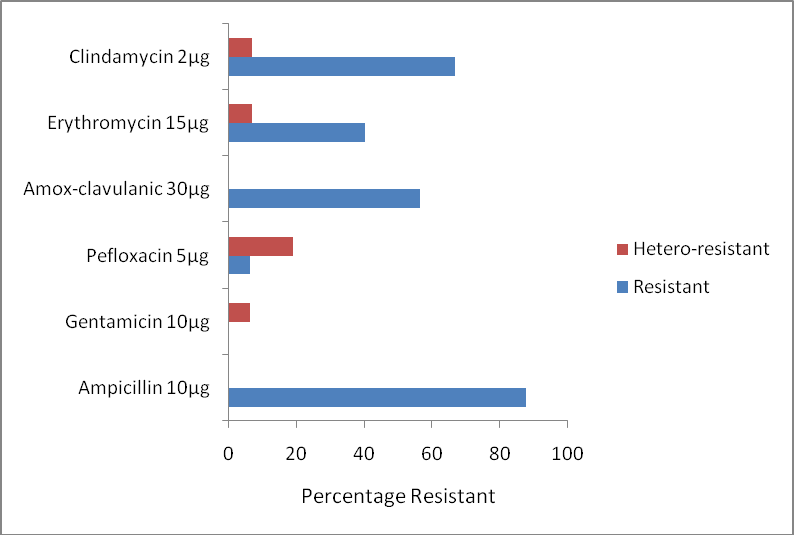 Clindamycin 2µg
Erythromycin 15µg
Amox-clavulanic 30µg
Pefloxacin 5µg
Gentamicin 10µg
Ampicillin 10µg
Hetero-resistant
Resistant
0 20 40 60 80 100
Percentage Resistant